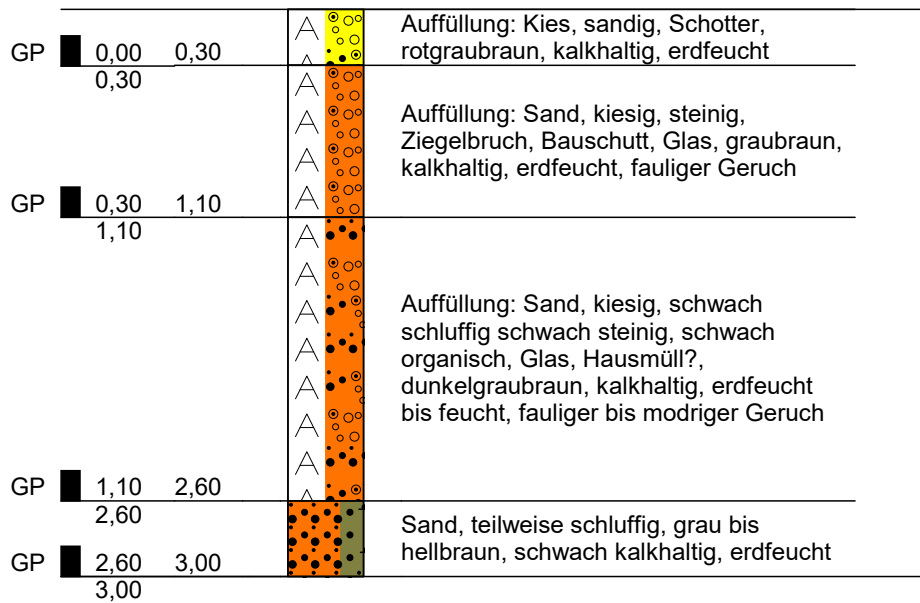 Auffüllung: Kies, sandig, Schotter,
rotgraubraun, kalkhaltig, erdfeucht
GP 0,00 0,30
0,30
Auffüllung: Sand, kiesig, steinig,
Ziegelbruch, Bauschutt, Glas, graubraun,
kalkhaltig, erdfeucht, fauliger Geruch
GP 0,30 1,10
1,10
Auffüllung: Sand, kiesig, schwach
schluffig schwach steinig, schwach
organisch, Glas, Hausmüll?,
dunkelgraubraun, kalkhaltig, erdfeucht
bis feucht, fauliger bis modriger Geruch
GP 1,10 2,60
2,60
Sand, teilweise schluffig, grau bis
hellbraun, schwach kalkhaltig, erdfeucht
GP 2,60 3,00
3,00
A
A
A
A
A
A
A
A
A
A
A
A